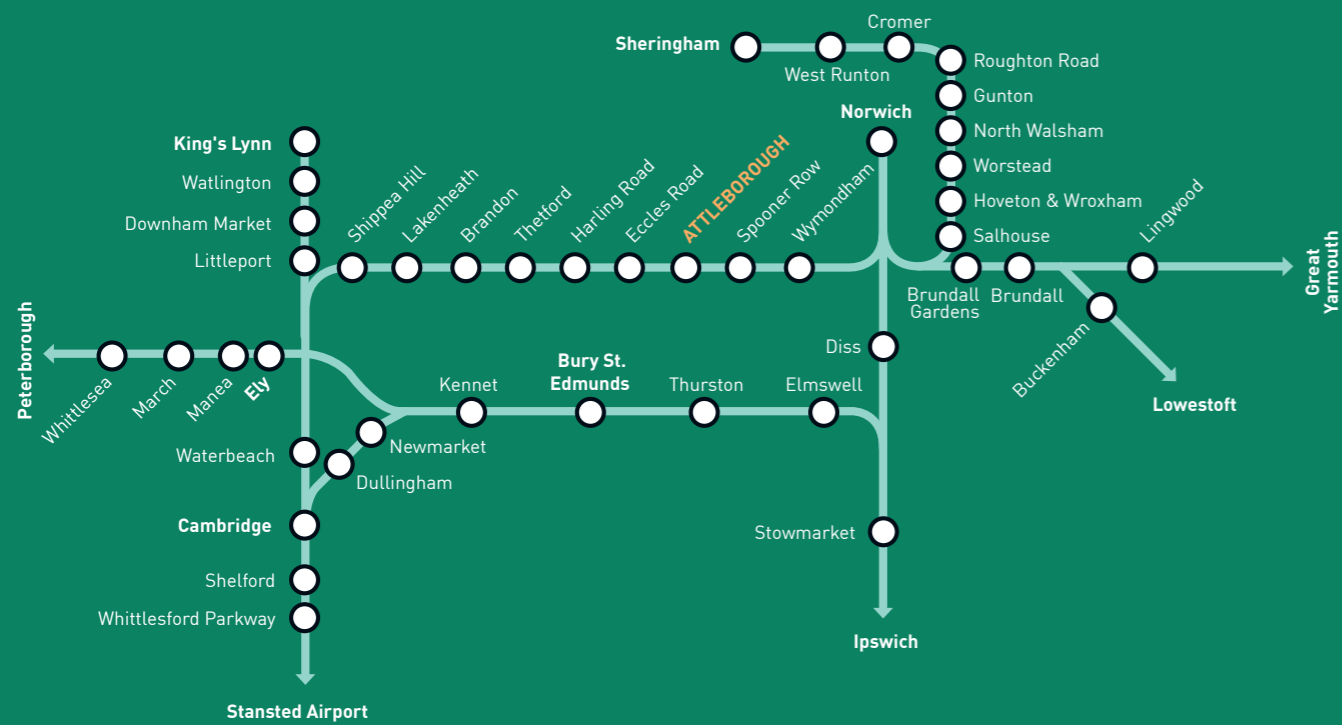 Cromer
Sheringham
West Runton
Roughton Road
Gunton
North Walsham
Worstead
Hoveton & Wroxham
Salhouse
Norwich
King's Lynn
Watlington
Downham Market
Littleport
Shippea Hill
Lakenheath
Brandon
Thetford
Harling Road
Eccles Road
ATTLEBOROUGH
Spooner Row
Wymondham
Lingwood
Great
Yarmouth
Brundall
Gardens
Brundall
Buckenham
Lowestoft
Peterborough
Whittlesea
March
Manea
Ely
Diss
Kennet
Bury St.
Edmunds
Thurston
Elmswell
Newmarket
Dullingham
Waterbeach
Cambridge
Shelford
Whittlesford Parkway
Stansted Airport
Stowmarket
Ipswich